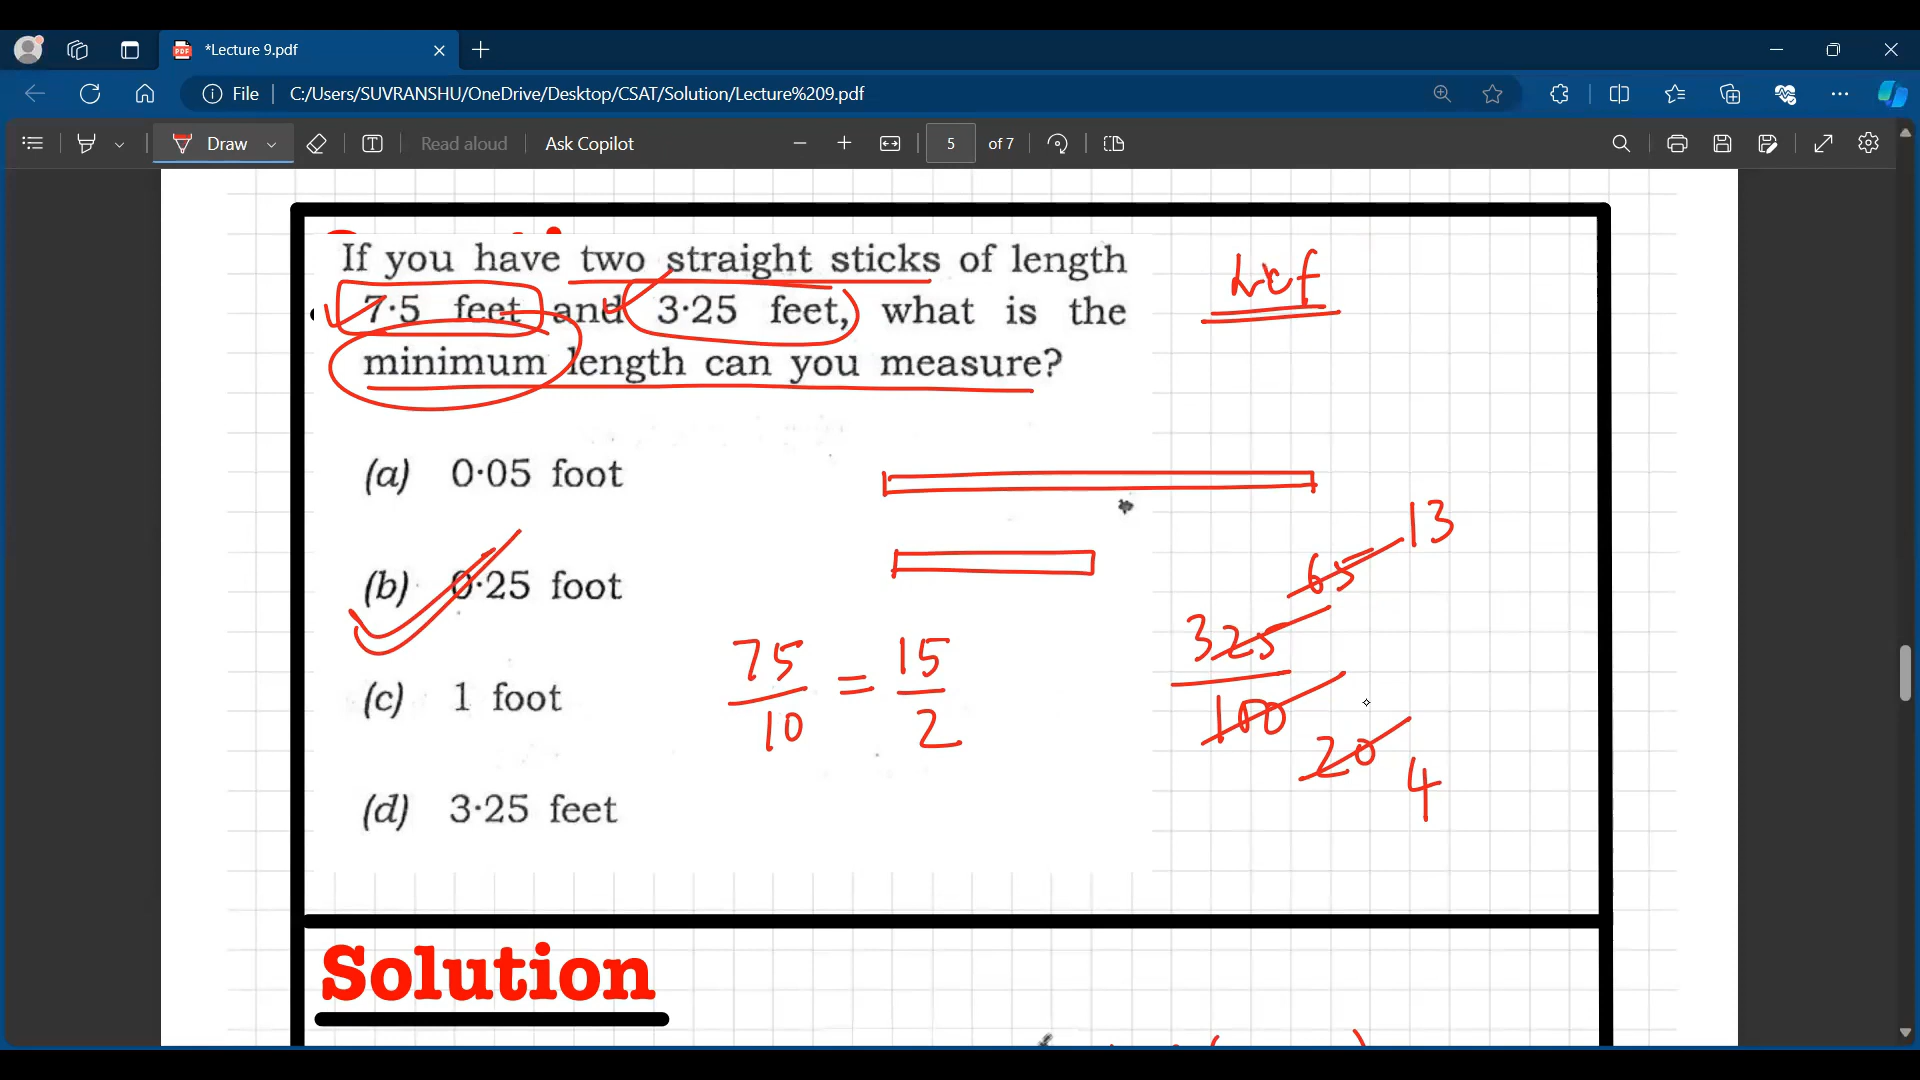 *Lecture 9.pdf
File
C:/Users/SUVRANSHU/OneDrive/Desktop/CSAT/Solution/Lecture%209.pdf
Draw
Read aloud
Ask Copilot
5
of 7
If you have two straight sticks of length
7·5 feet and 3·25 feet, what is the
minimum length can you measure?
(a) 0·05 foot
(b) 0·25 foot
(c) 1 foot
(d) 3·25 feet
75
10
=
15
2
13
65
325
100
20
4
Solution